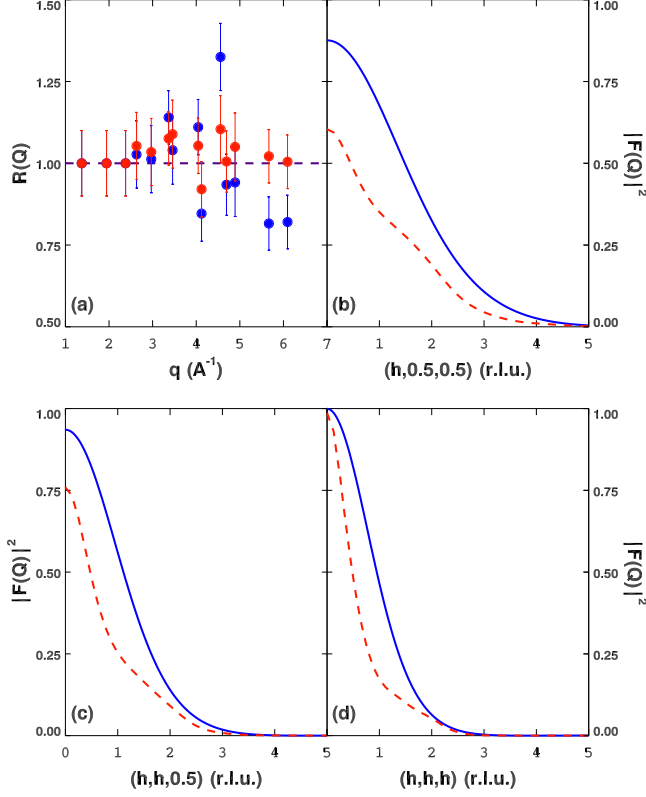 1.50
1.25
1.00
0.75
0.50
R(Q)
(a)
1 2 3 4 5 6 7
q (A⁻¹)
1.00
0.75
0.50
0.25
0.00
|F(Q)|²
(b)
1 2 3 4 5
(h,0.5,0.5) (r.l.u.)
1.00
0.75
0.50
0.25
0.00
|F(Q)|²
(c)
0 1 2 3 4 5
(h,h,0.5) (r.l.u.)
1.00
0.75
0.50
0.25
0.00
|F(Q)|²
(d)
1 2 3 4 5
(h,h,h) (r.l.u.)